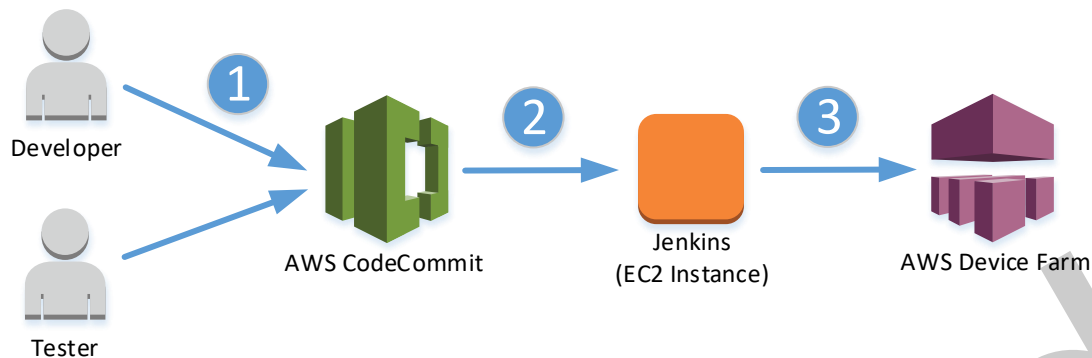 Developer
1
Tester
AWS CodeCommit
2
Jenkins
(EC2 Instance)
3
AWS Device Farm